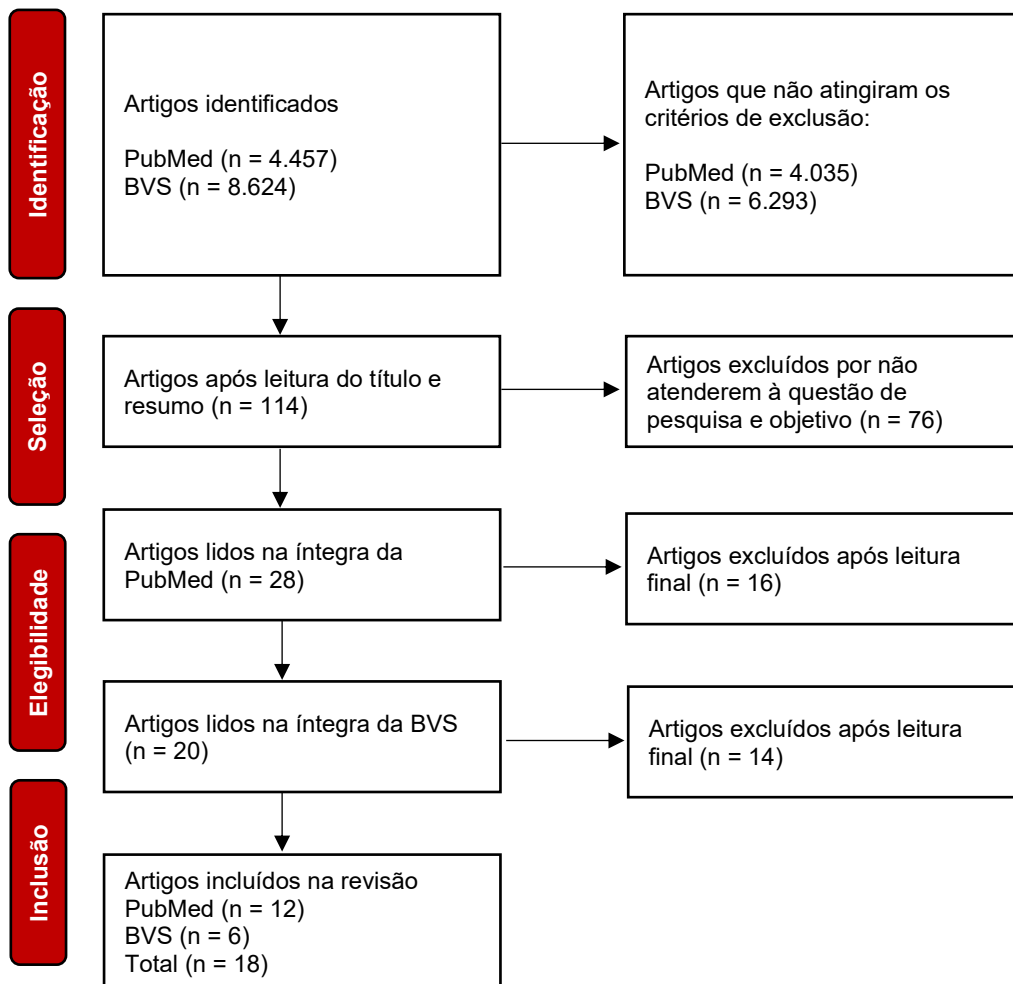 Identificação
Artigos identificados
PubMed (n = 4.457)
BVS (n = 8.624)
Artigos que não atingiram os
critérios de exclusão:
PubMed (n = 4.035)
BVS (n = 6.293)
Seleção
Artigos após leitura do título e
resumo (n = 114)
Artigos excluídos por não
atenderem à questão de
pesquisa e objetivo (n = 76)
Elegibilidade
Artigos lidos na íntegra da
PubMed (n = 28)
Artigos excluídos após leitura
final (n = 16)
Artigos lidos na íntegra da BVS
(n = 20)
Artigos excluídos após leitura
final (n = 14)
Inclusão
Artigos incluídos na revisão
PubMed (n = 12)
BVS (n = 6)
Total (n = 18)